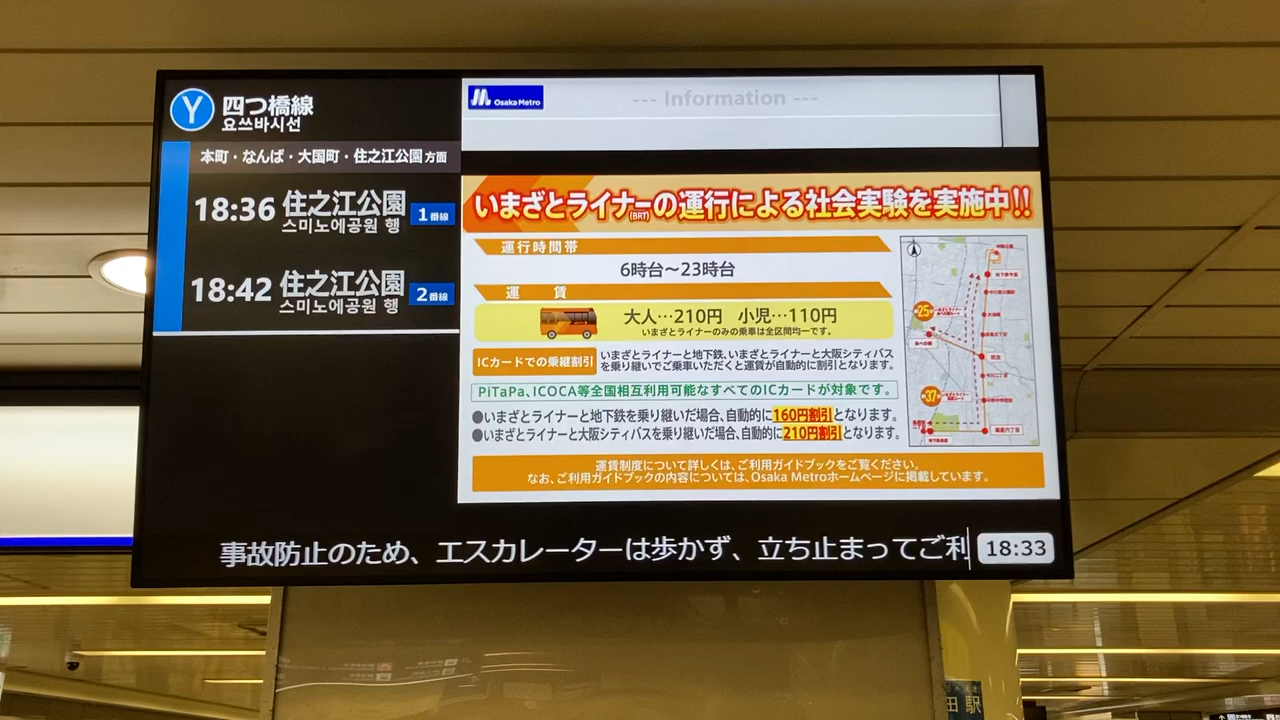 Y 四つ橋線
요쓰바시선
本町・なんば・大国町・住之江公園方面
18:36 住之江公園 1番線
스미노에공원 행
18:42 住之江公園 2番線
스미노에공원 행
Osaka Metro
--- Information ---
いまざとライナー(BRT)の運行による社会実験を実施中!!
運行時間帯
6時台～23時台
運 賃
大人…210円 小児…110円
いまざとライナーのみの乗車は全区間均一です。
ICカードでの乗継割引
いまざとライナーと地下鉄、いまざとライナーと大阪シティバス
を乗り継いでご乗車いただくと運賃が自動的に割引となります。
PiTaPa、ICOCA等全国相互利用可能なすべてのICカードが対象です。
●いまざとライナーと地下鉄を乗り継いだ場合、自動的に160円割引となります。
●いまざとライナーと大阪シティバスを乗り継いだ場合、自動的に210円割引となります。
運賃制度について詳しくは、ご利用ガイドブックをご覧ください。
なお、ご利用ガイドブックの内容については、Osaka Metroホームページに掲載しています。
25
37
事故防止のため、エスカレーターは歩かず、立ち止まってご利
18:33
田 駅